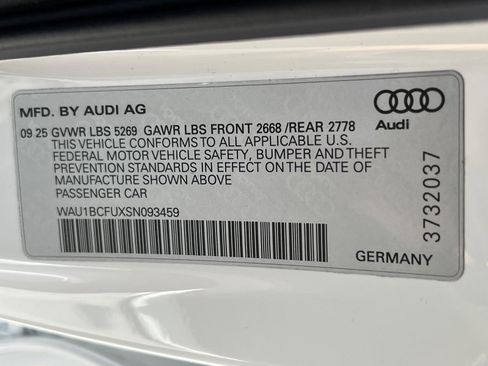 MFD. BY AUDI AG
09 25 GVWR LBS 5269 GAWR LBS FRONT 2668 /REAR 2778
THIS VEHICLE CONFORMS TO ALL APPLICABLE U.S.
FEDERAL MOTOR VEHICLE SAFETY, BUMPER AND THEFT
PREVENTION STANDARDS IN EFFECT ON THE DATE OF
MANUFACTURE SHOWN ABOVE
PASSENGER CAR
WAU1BCFUXSN093459
Audi
3732037
GERMANY